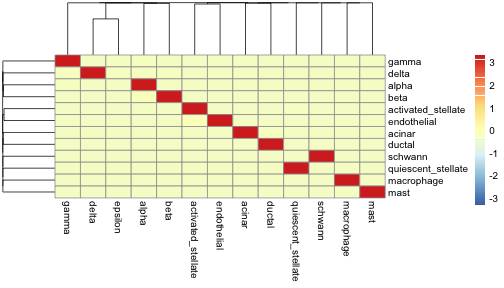 gamma
delta
alpha
beta
activated_stellate
endothelial
acinar
ductal
schwann
quiescent_stellate
macrophage
mast
gamma
delta
epsilon
alpha
beta
activated_stellate
endothelial
acinar
ductal
quiescent_stellate
schwann
macrophage
mast
3
2
1
0
-1
-2
-3